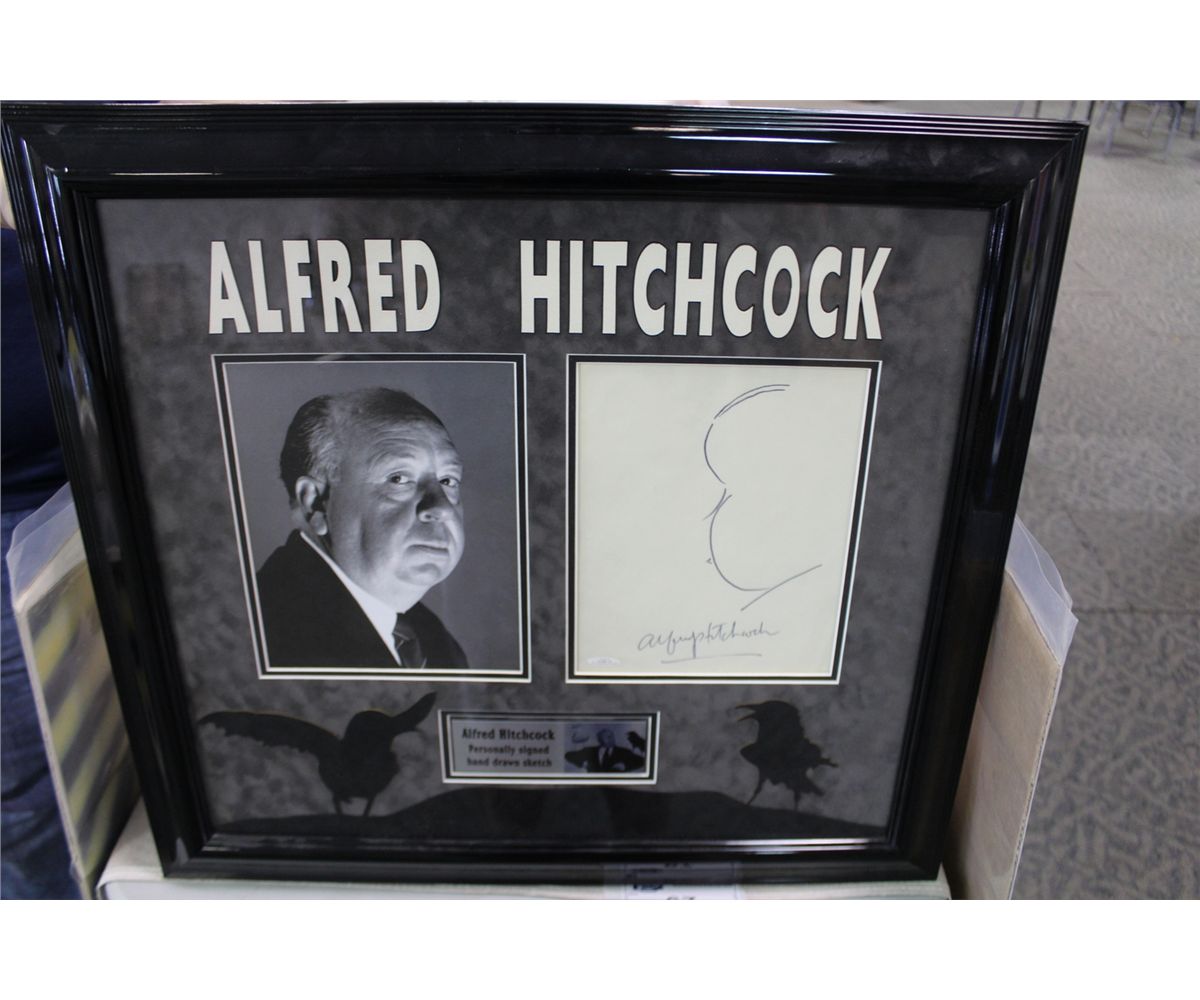 ALFRED HITCHCOCK
Alfred Hitchcock
Alfred Hitchcock
Personally signed
hand drawn sketch